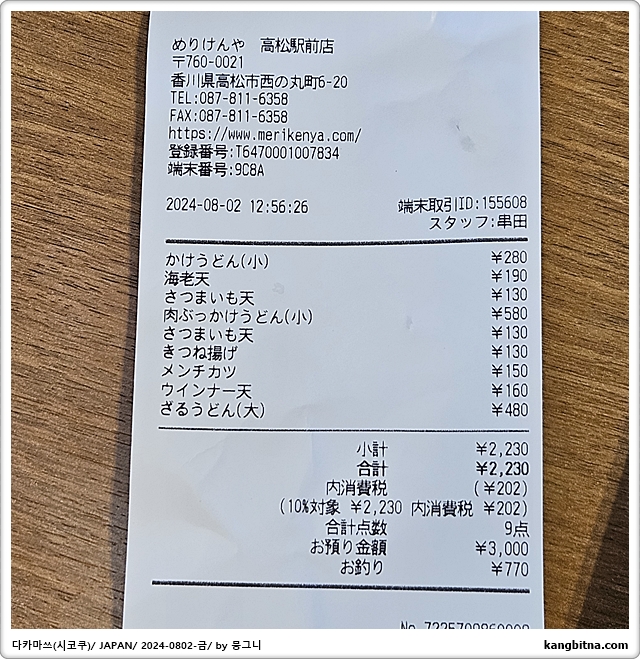 めりけんや 高松駅前店
〒760-0021
香川県高松市西の丸町6-20
TEL:087-811-6358
FAX:087-811-6358
https://www.merikenya.com/
登録番号:T6470001007834
端末番号:9C8A
2024-08-02 12:56:26 端末取引ID:155608
スタッフ:串田
かけうどん(小) ¥280
海老天 ¥190
さつまいも天 ¥130
肉ぶっかけうどん(小) ¥580
さつまいも天 ¥130
きつね揚げ ¥130
メンチカツ ¥150
ウインナー天 ¥160
ざるうどん(大) ¥480
小計 ¥2,230
合計 ¥2,230
内消費税 (¥202)
(10%対象 ¥2,230 内消費税 ¥202)
合計点数 9点
お預り金額 ¥3,000
お釣り ¥770
다카마쓰(시코쿠)/ JAPAN/ 2024-0802-금/ by 몽그니
kangbitna.com